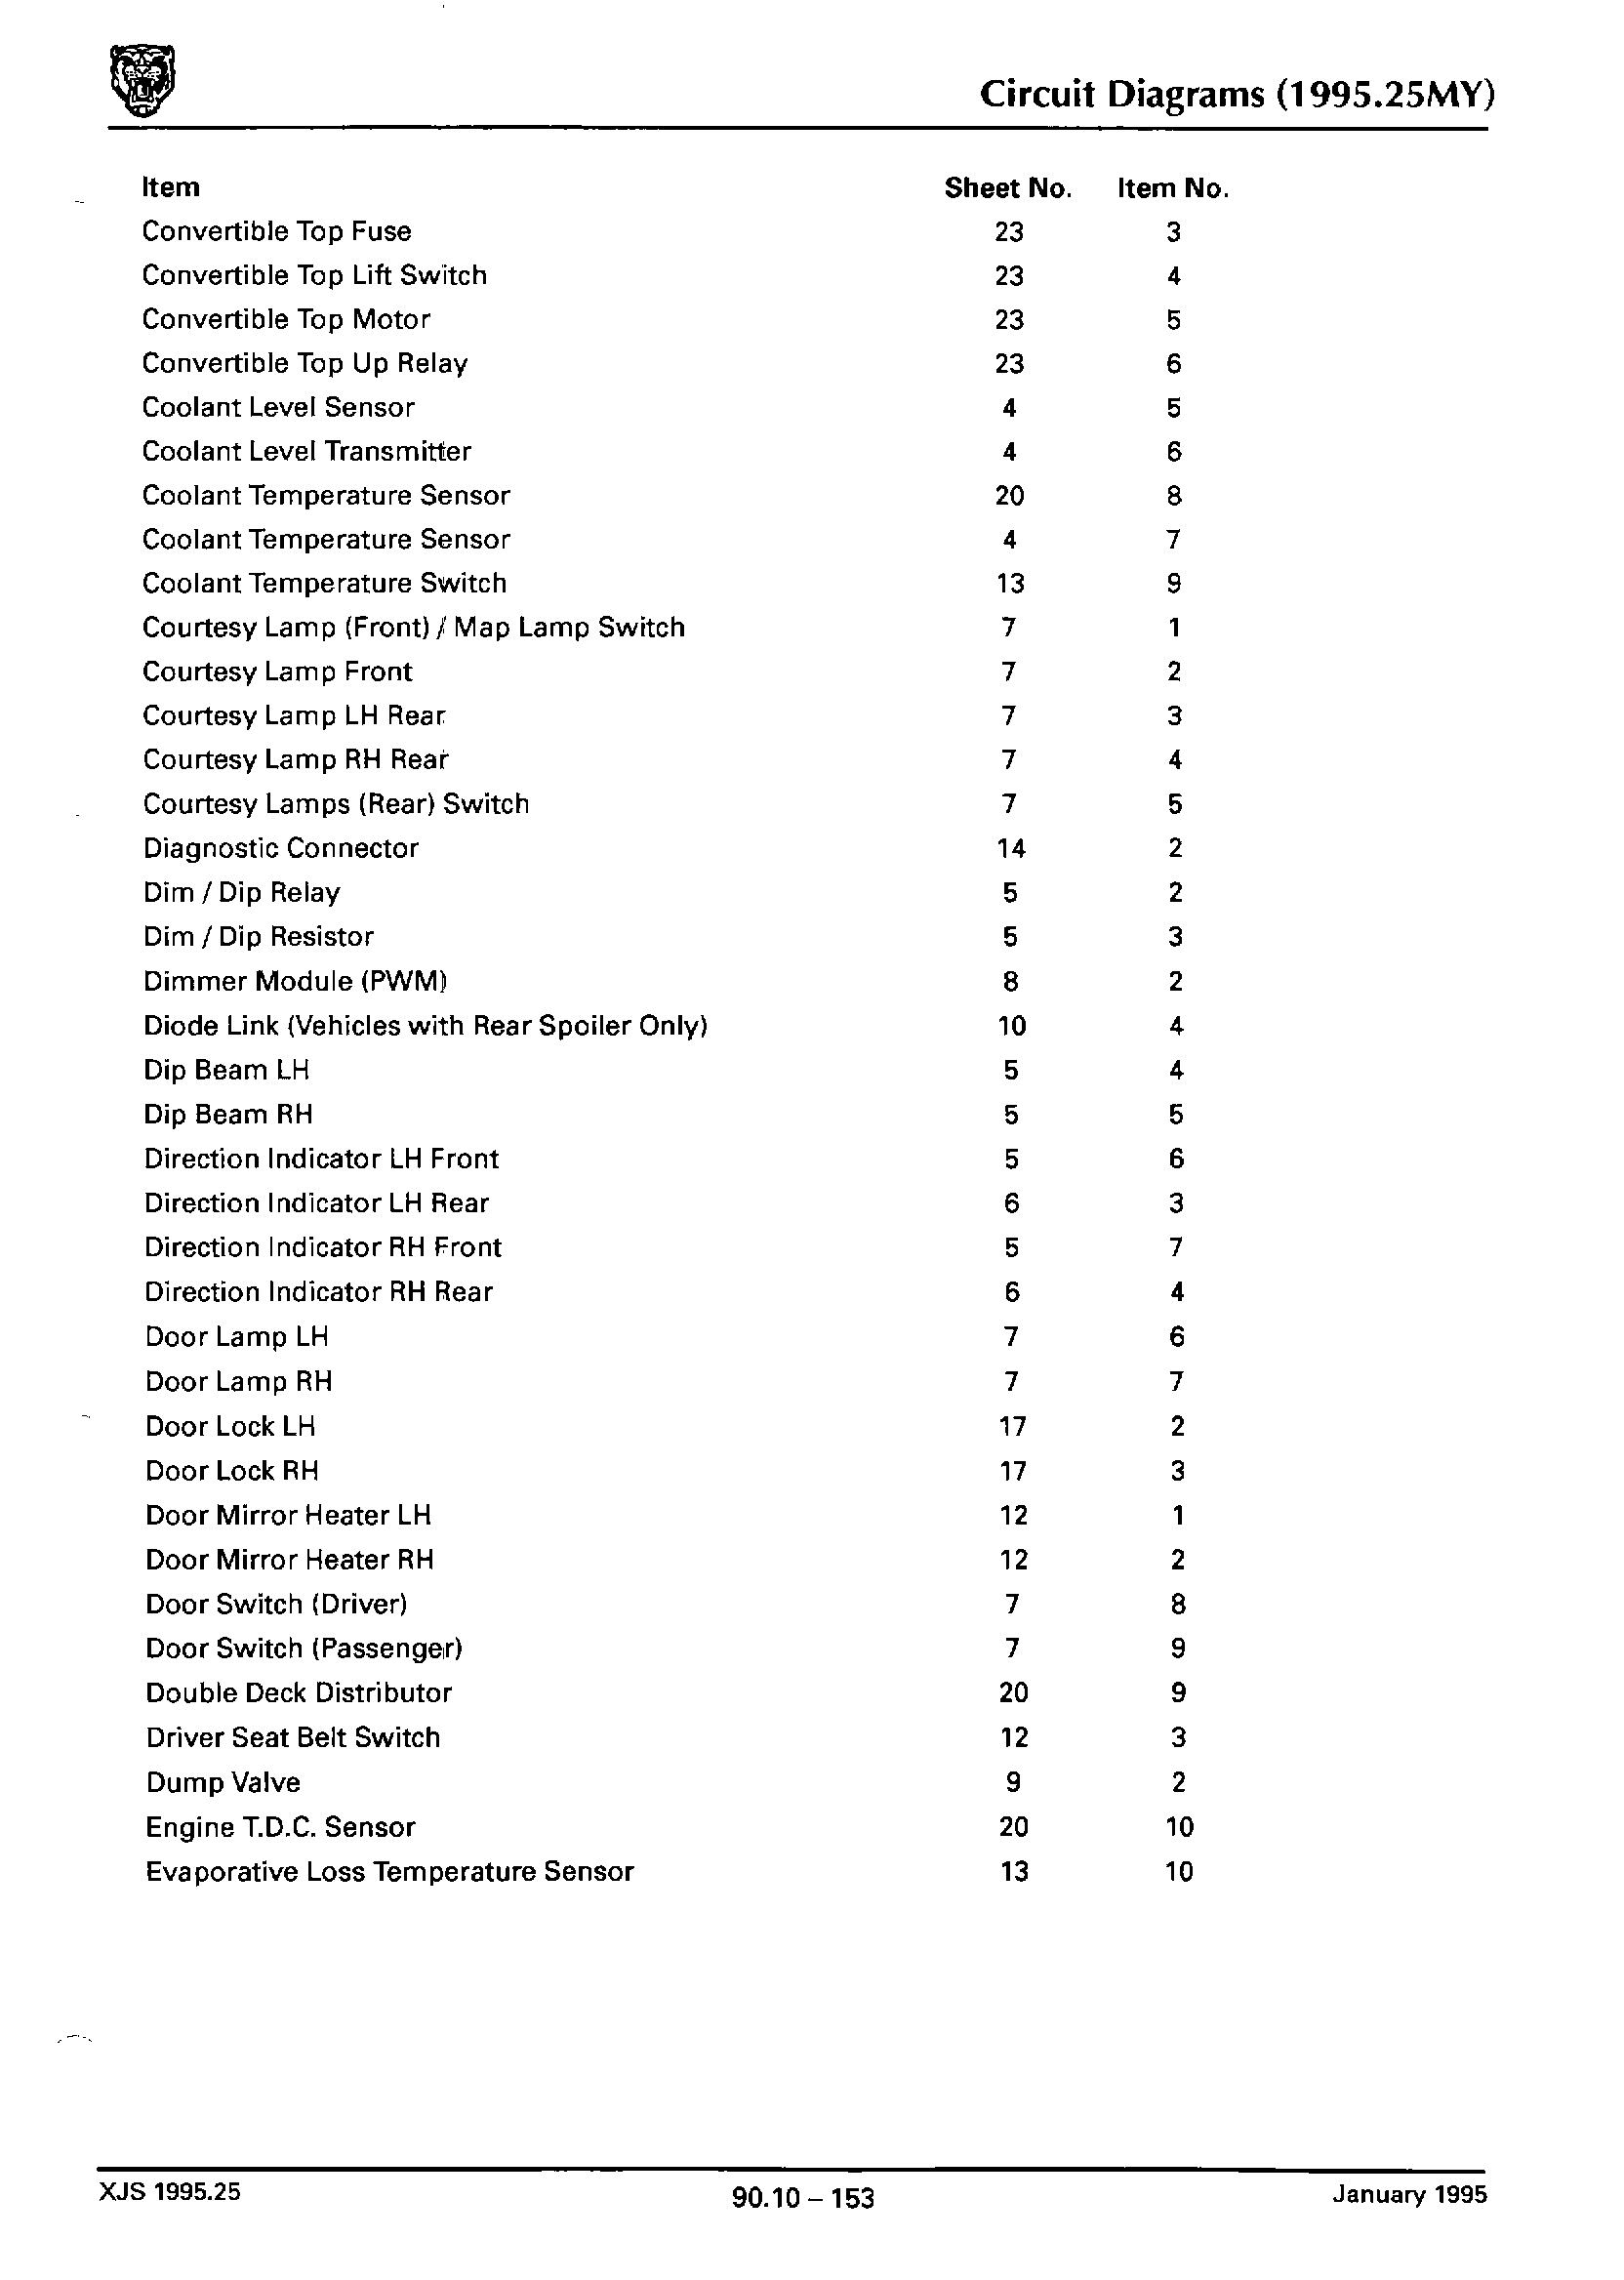 Circuit Diagrams (1995.25MY)
Item Sheet No. Item No.
Convertible Top Fuse 23 3
Convertible Top Lift Switch 23 4
Convertible Top Motor 23 5
Convertible Top Up Relay 23 6
Coolant Level Sensor 4 5
Coolant Level Transmitter 4 6
Coolant Temperature Sensor 20 8
Coolant Temperature Sensor 4 7
Coolant Temperature Switch 13 9
Courtesy Lamp (Front) / Map Lamp Switch 7 1
Courtesy Lamp Front 7 2
Courtesy Lamp LH Rear 7 3
Courtesy Lamp RH Rear 7 4
Courtesy Lamps (Rear) Switch 7 5
Diagnostic Connector 14 2
Dim / Dip Relay 5 2
Dim / Dip Resistor 5 3
Dimmer Module (PWM) 8 2
Diode Link (Vehicles with Rear Spoiler Only) 10 4
Dip Beam LH 5 4
Dip Beam RH 5 5
Direction Indicator LH Front 5 6
Direction Indicator LH Rear 6 3
Direction Indicator RH Front 5 7
Direction Indicator RH Rear 6 4
Door Lamp LH 7 6
Door Lamp RH 7 7
Door Lock LH 17 2
Door Lock RH 17 3
Door Mirror Heater LH 12 1
Door Mirror Heater RH 12 2
Door Switch (Driver) 7 8
Door Switch (Passenger) 7 9
Double Deck Distributor 20 9
Driver Seat Belt Switch 12 3
Dump Valve 9 2
Engine T.D.C. Sensor 20 10
Evaporative Loss Temperature Sensor 13 10
XJS 1995.25 90.10 – 153 January 1995